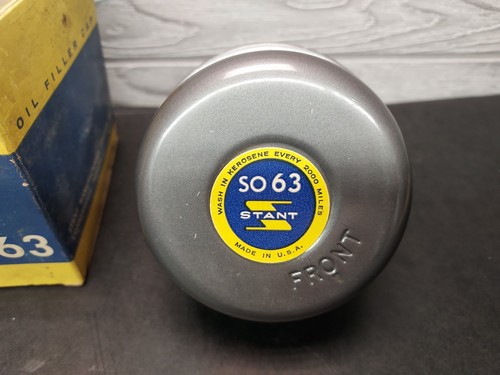 OIL FILLER CAP
63
WASH IN KEROSENE EVERY 2000 MILES
SO 63
STANT
MADE IN U.S.A.
FRONT